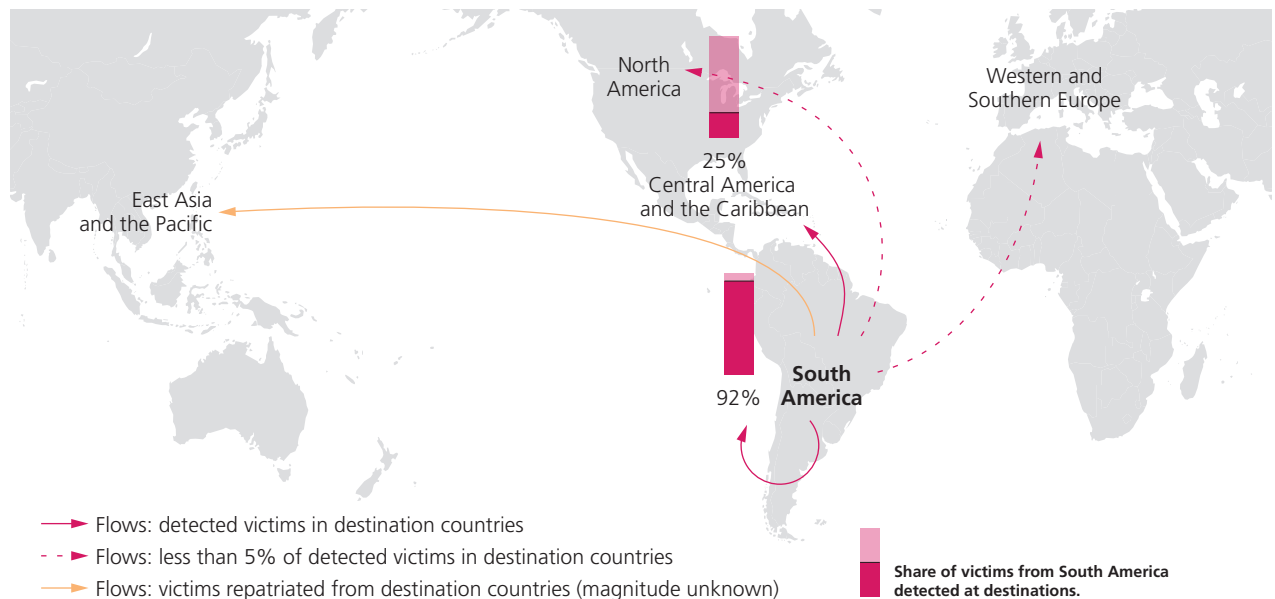 North
America
Western and
Southern Europe
25%
Central America
and the Caribbean
East Asia
and the Pacific
92%
South
America
Flows: detected victims in destination countries
Flows: less than 5% of detected victims in destination countries
Flows: victims repatriated from destination countries (magnitude unknown)
Share of victims from South America
detected at destinations.